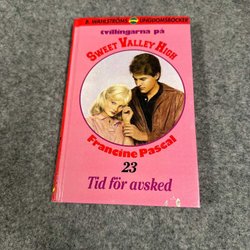 B. WAHLSTRÖMS UNGDOMSBÖCKER
tvillingarna på
SWEET VALLEY HIGH
Francine Pascal
23
Tid för avsked